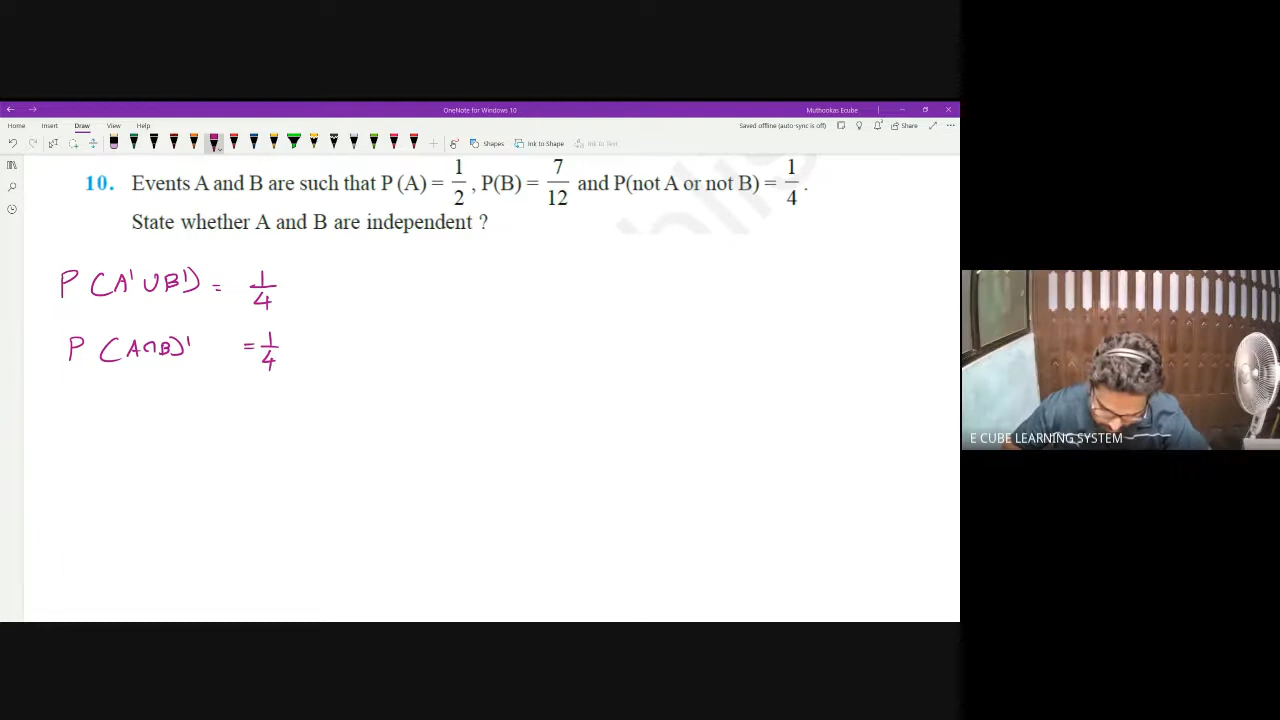 OneNote for Windows 10
Muthookas Ecube
Home Insert Draw View Help
Saved offline (auto-sync is off)
Share
Shapes
Ink to Shape
Ink to Text
10. Events A and B are such that P (A) = 1/2, P(B) = 7/12 and P(not A or not B) = 1/4.
State whether A and B are independent ?
P (A' ∪ B') = 1/4
P (A∩B)' = 1/4
E CUBE LEARNING SYSTEM